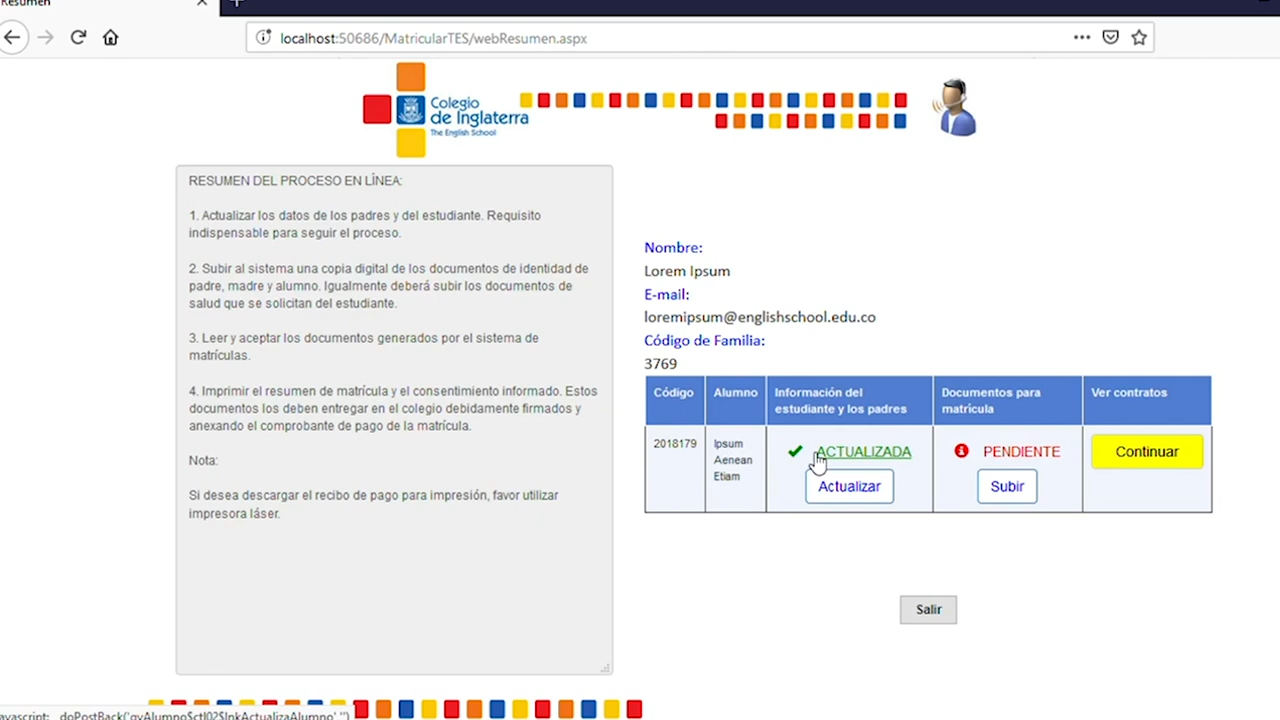 Resumen
localhost:50686/MatricularTES/webResumen.aspx
Colegio
de Inglaterra
The English School
RESUMEN DEL PROCESO EN LÍNEA:
1. Actualizar los datos de los padres y del estudiante. Requisito
indispensable para seguir el proceso.
2. Subir al sistema una copia digital de los documentos de identidad de
padre, madre y alumno. Igualmente deberá subir los documentos de
salud que se solicitan del estudiante.
3. Leer y aceptar los documentos generados por el sistema de
matrículas.
4. Imprimir el resumen de matrícula y el consentimiento informado. Estos
documentos los deben entregar en el colegio debidamente firmados y
anexando el comprobante de pago de la matrícula.
Nota:
Si desea descargar el recibo de pago para impresión, favor utilizar
impresora láser.
Nombre:
Lorem Ipsum
E-mail:
loremipsum@englishschool.edu.co
Código de Familia:
3769
Código
Alumno
Información del
estudiante y los padres
Documentos para
matrícula
Ver contratos
2018179
Ipsum
Aenean
Etiam
ACTUALIZADA
Actualizar
PENDIENTE
Subir
Continuar
Salir